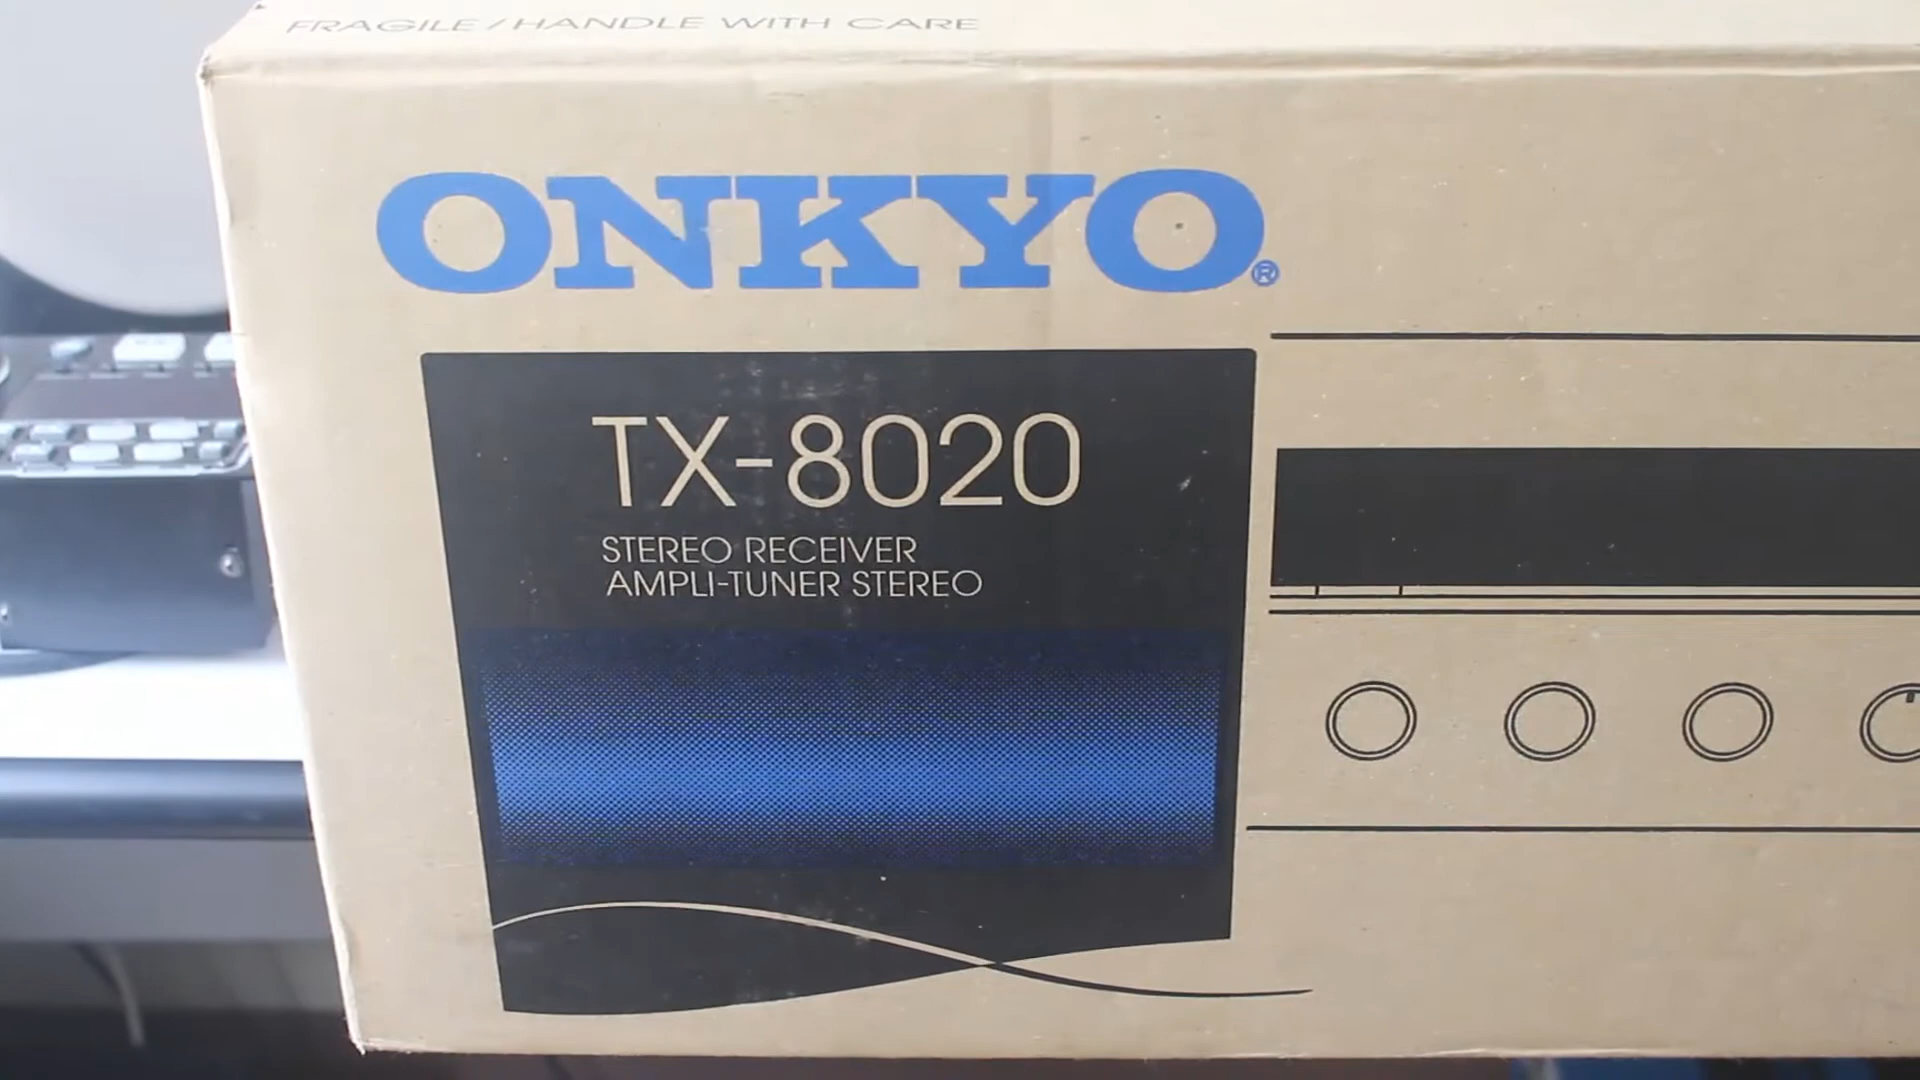 FRAGILE / HANDLE WITH CARE
ONKYO®
TX-8020
STEREO RECEIVER
AMPLI-TUNER STEREO